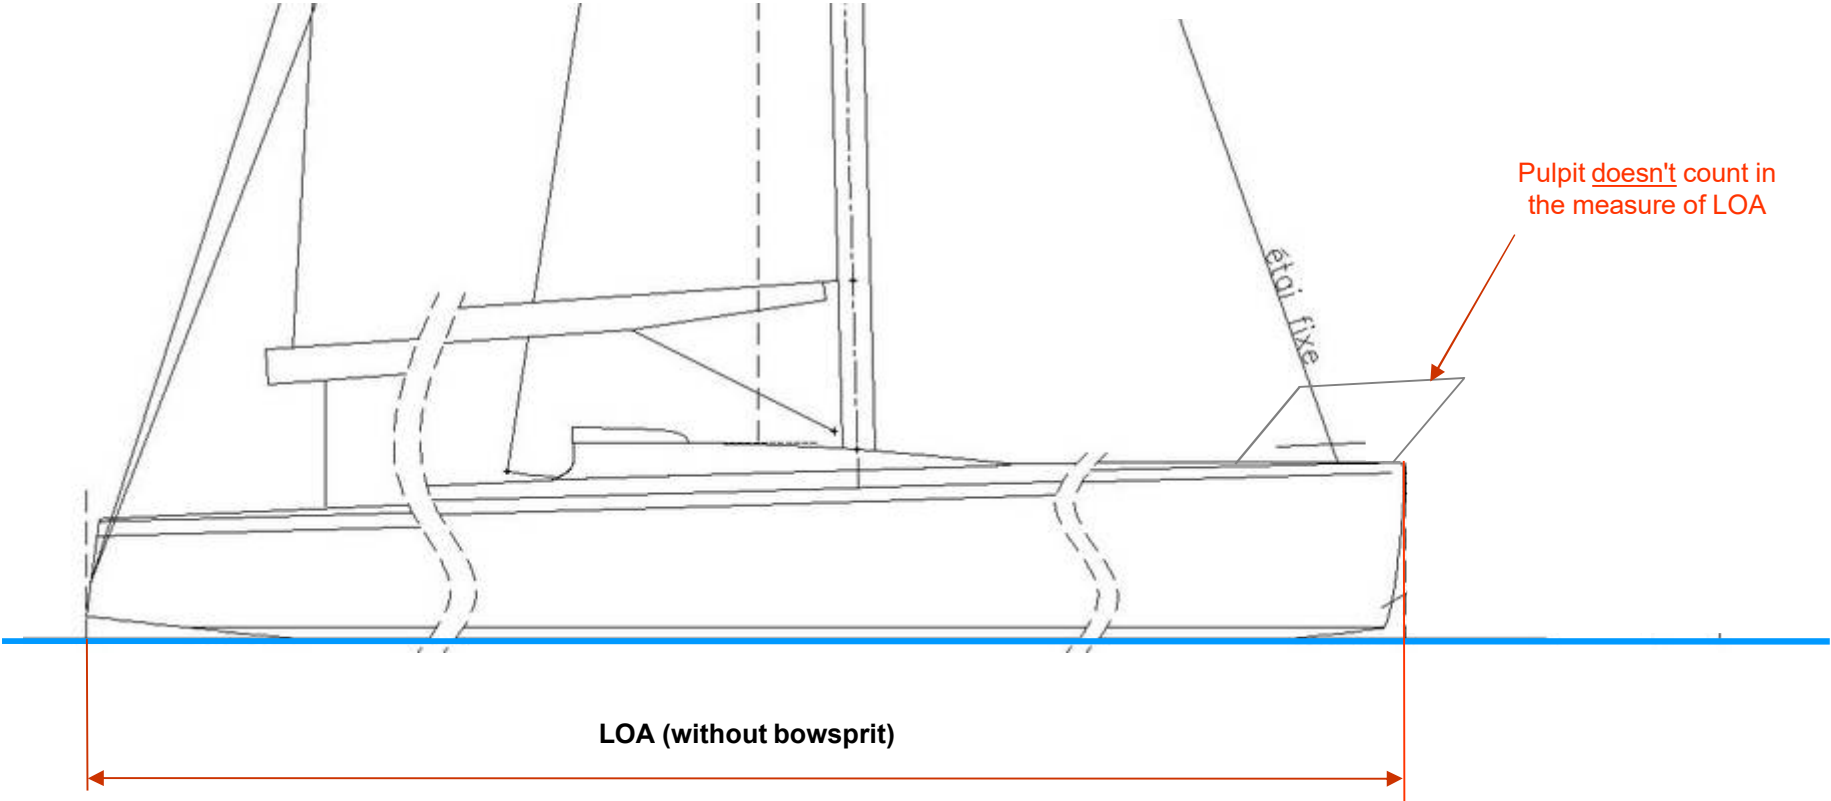 Pulpit doesn't count in
the measure of LOA
étai fixe
LOA (without bowsprit)